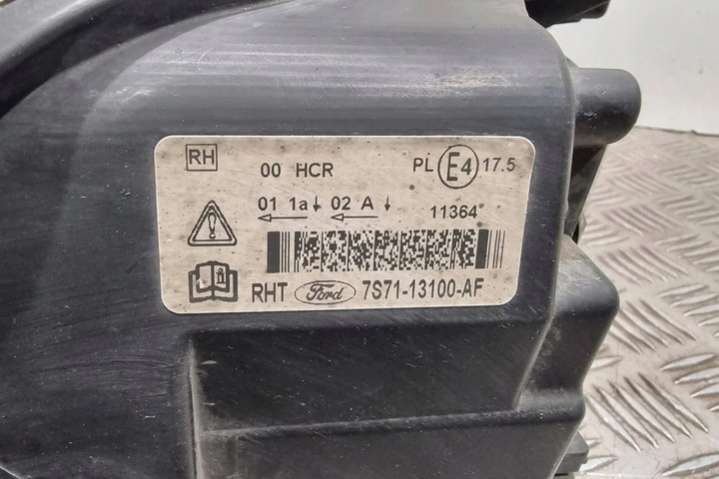 RH 00 HCR PL E4 17.5
01 1a↓ 02 A ↓ 11364
RHT Ford 7S71-13100-AF